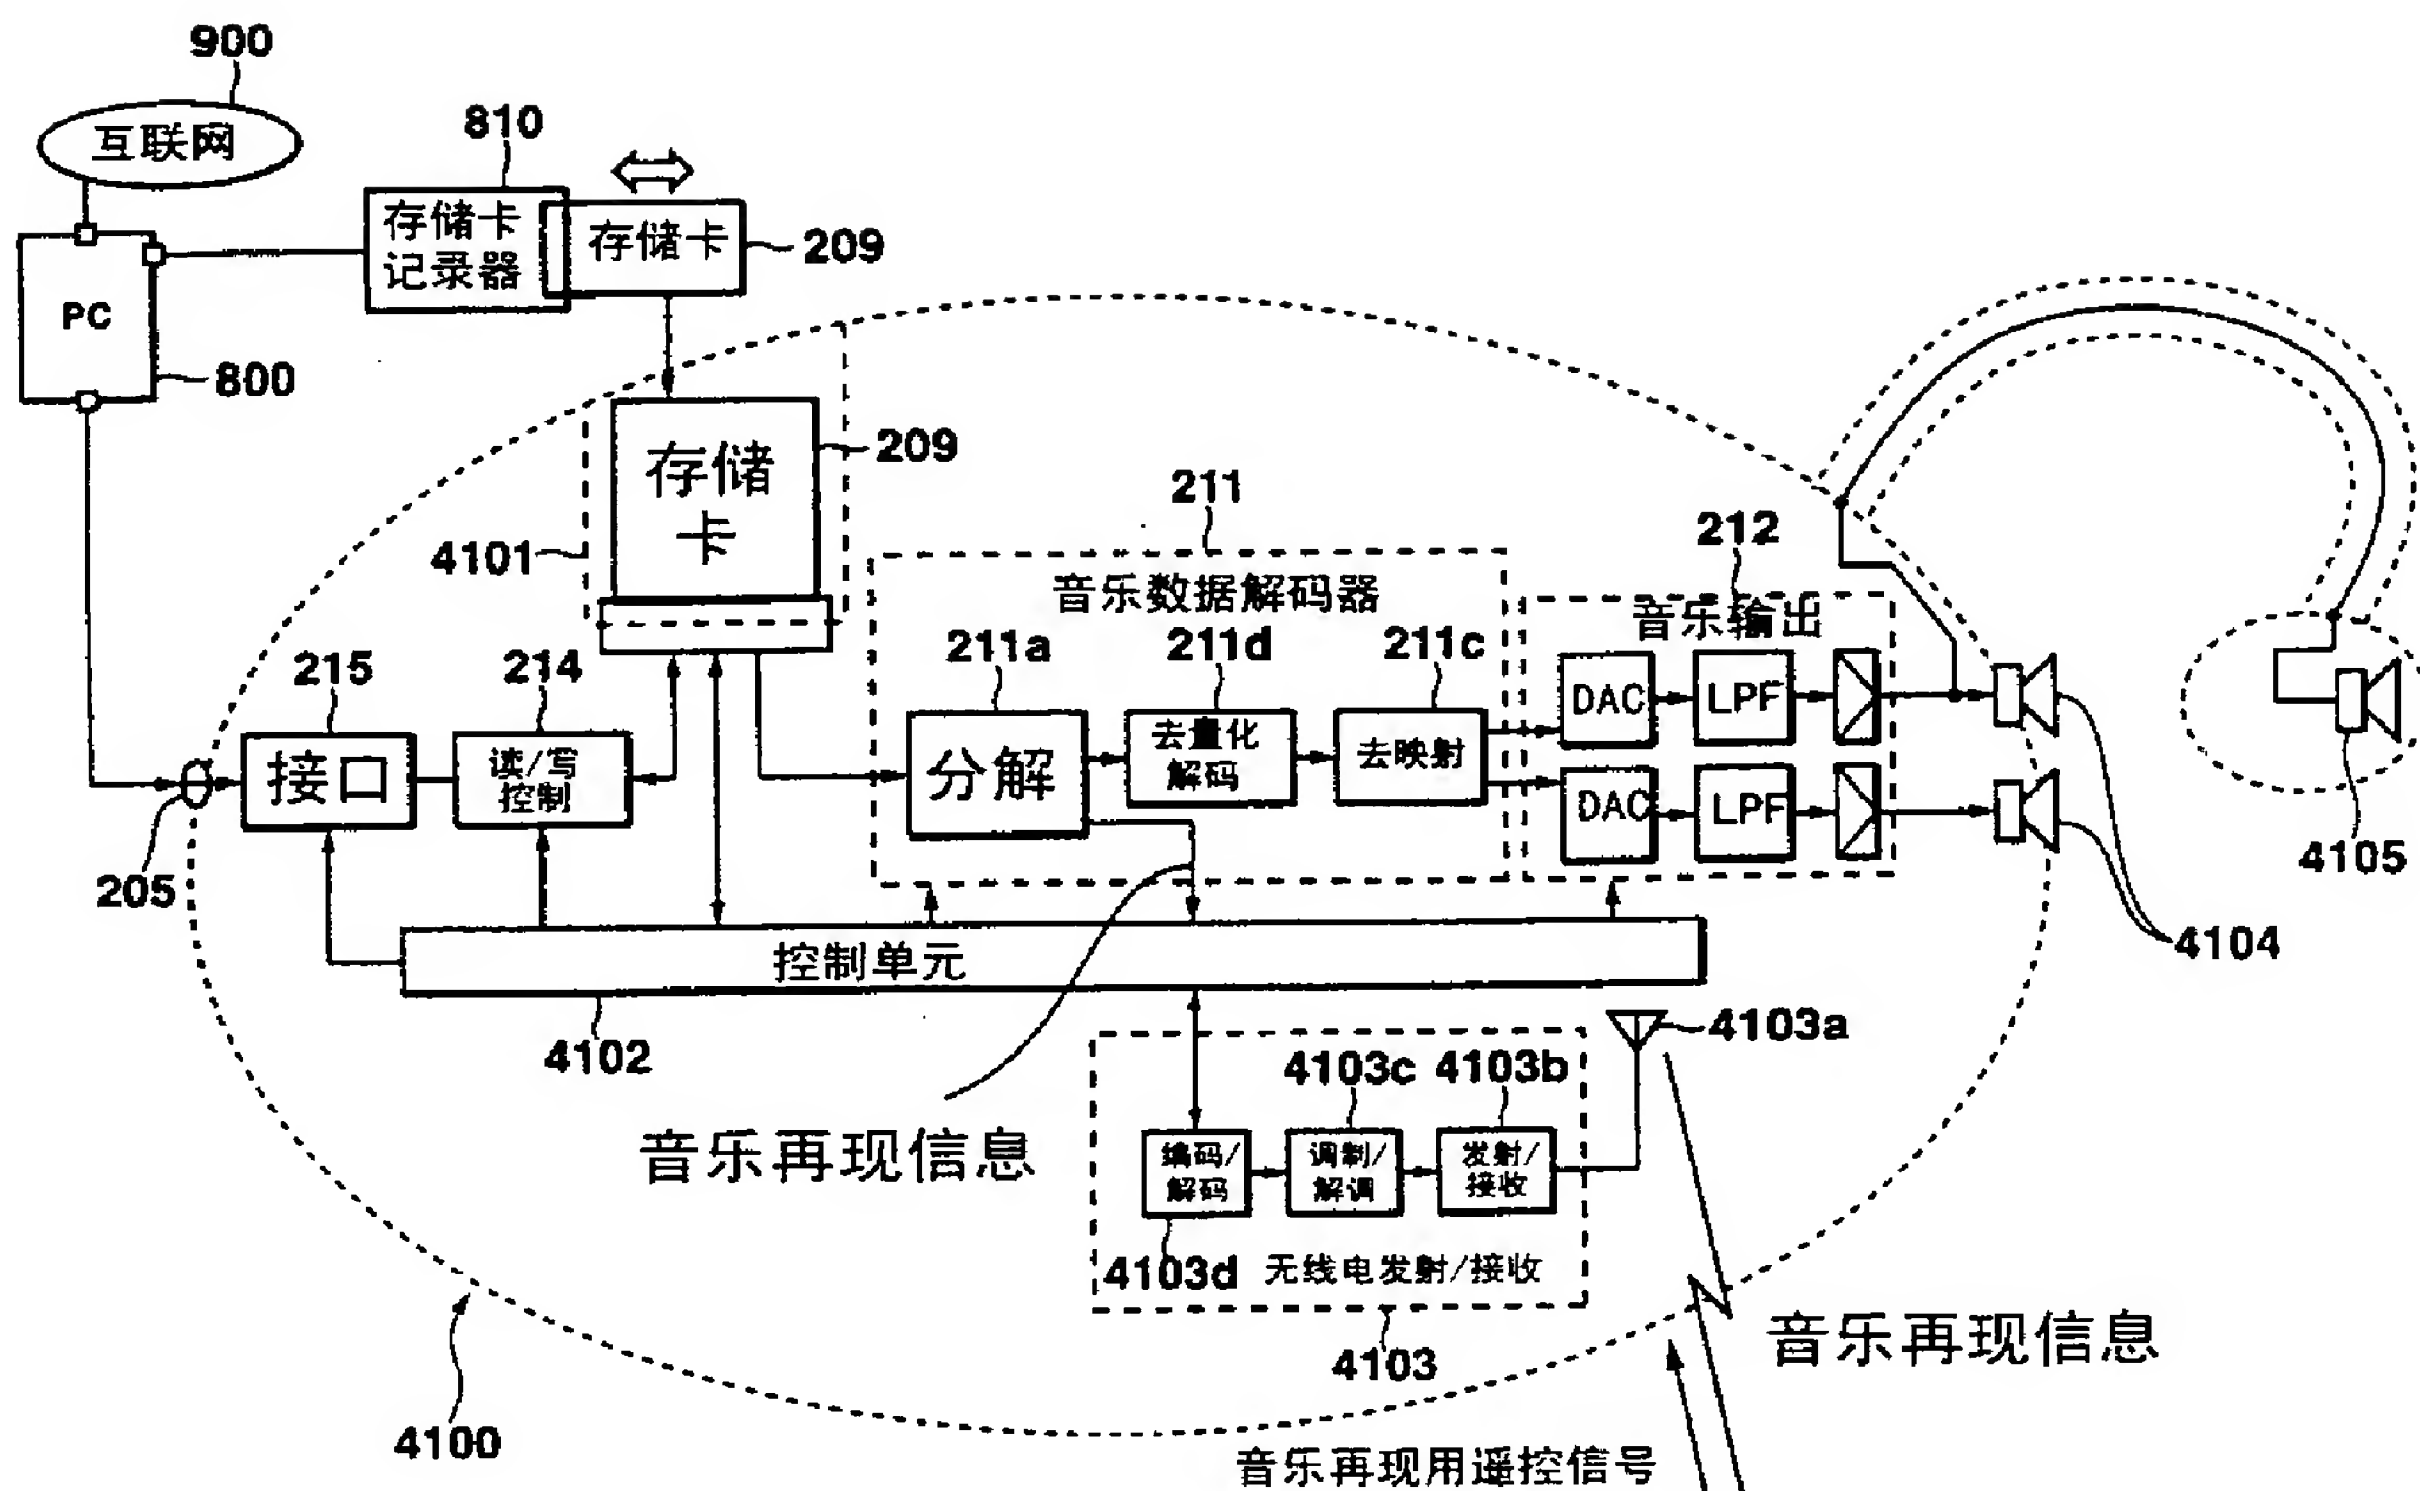 900
互联网
810
存储卡
记录器
存储卡
209
PC
800
存储
卡
209
4101
211
212
音乐数据解码器
音乐输出
215
214
211a
211d
211c
接口
读/写
控制
分解
去量化
解码
去映射
DAC
LPF
DAC
LPF
205
4105
4104
控制单元
4102
4103a
4103c
4103b
音乐再现信息
编码/
解码
调制/
解调
发射/
接收
4103d
无线电发射/接收
4103
音乐再现信息
4100
音乐再现用遥控信号